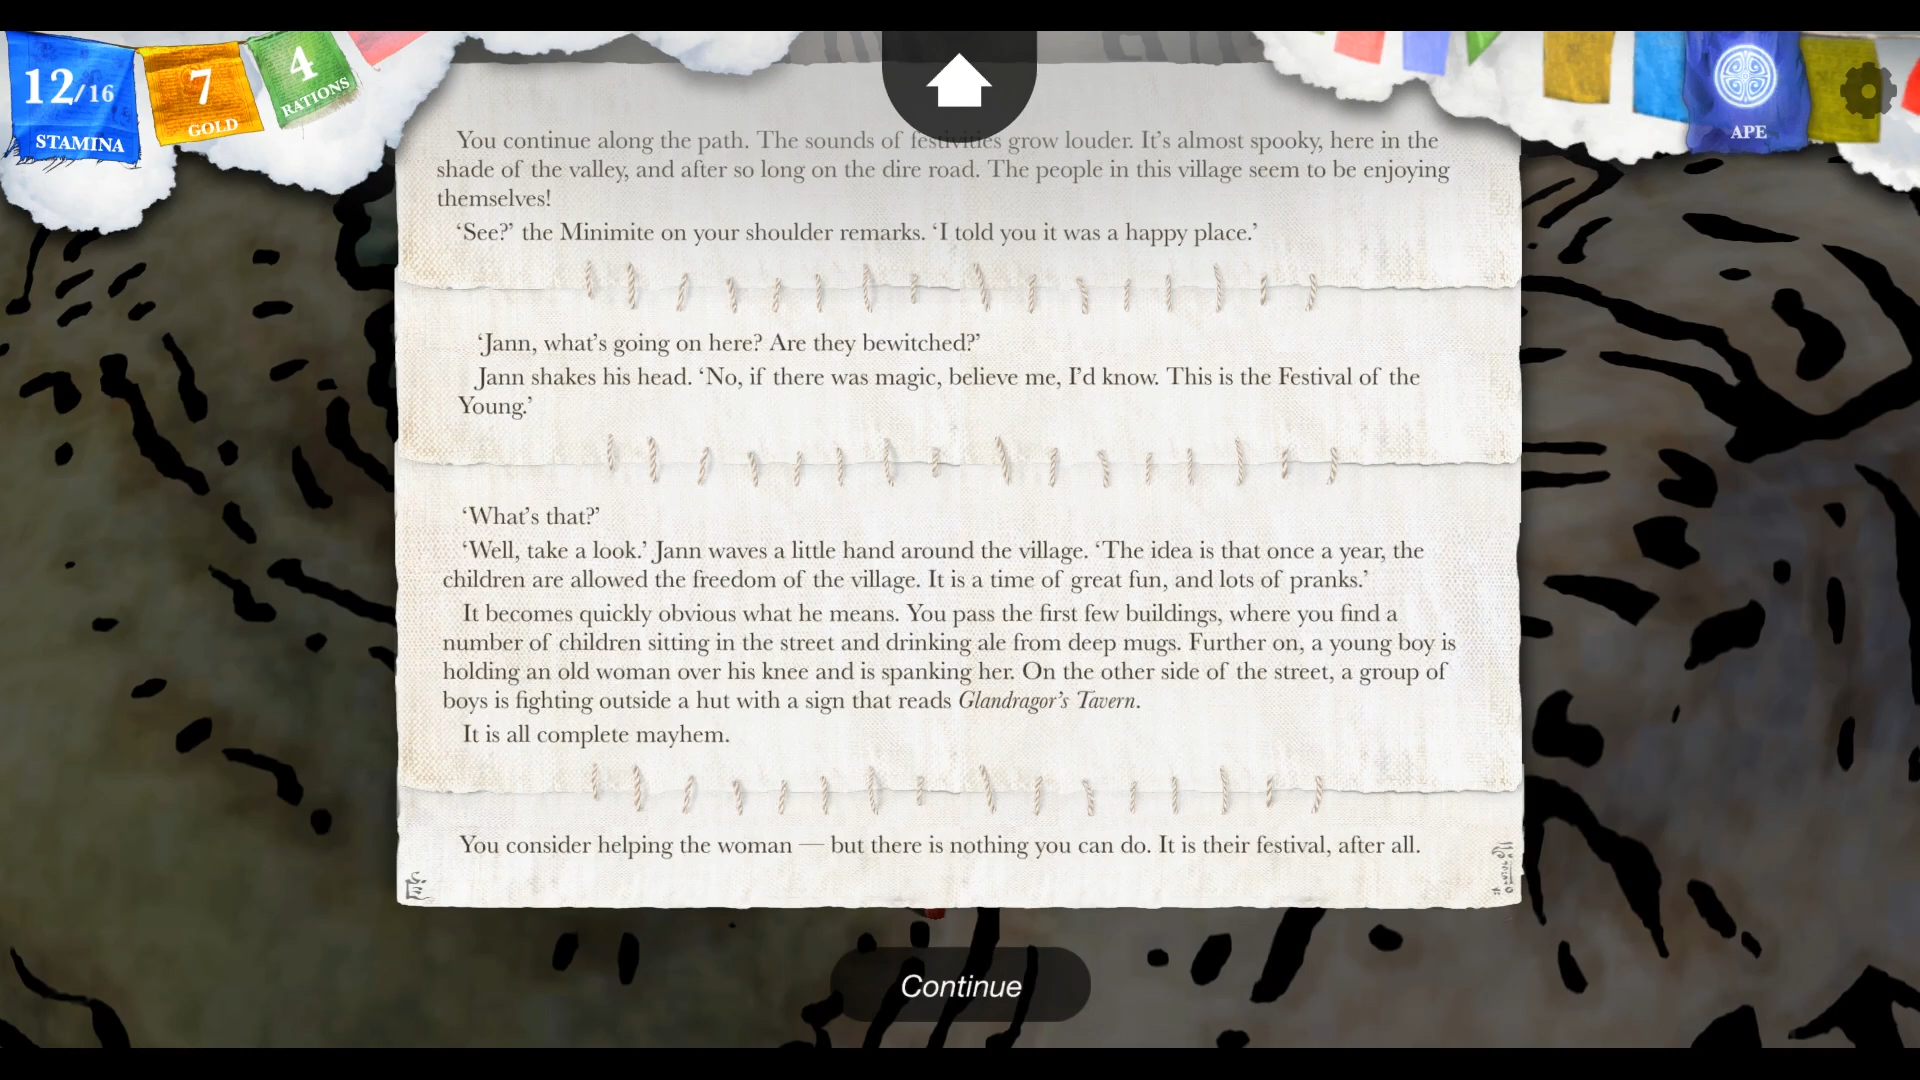 12/16
STAMINA
7
GOLD
4
RATIONS
APE
You continue along the path. The sounds of festivities grow louder. It’s almost spooky, here in the
shade of the valley, and after so long on the dire road. The people in this village seem to be enjoying
themselves!
‘See?’ the Minimite on your shoulder remarks. ‘I told you it was a happy place.’
‘Jann, what’s going on here? Are they bewitched?’
Jann shakes his head. ‘No, if there was magic, believe me, I’d know. This is the Festival of the
Young.’
‘What’s that?’
‘Well, take a look.’ Jann waves a little hand around the village. ‘The idea is that once a year, the
children are allowed the freedom of the village. It is a time of great fun, and lots of pranks.’
It becomes quickly obvious what he means. You pass the first few buildings, where you find a
number of children sitting in the street and drinking ale from deep mugs. Further on, a young boy is
holding an old woman over his knee and is spanking her. On the other side of the street, a group of
boys is fighting outside a hut with a sign that reads Glandragor’s Tavern.
It is all complete mayhem.
You consider helping the woman — but there is nothing you can do. It is their festival, after all.
Continue